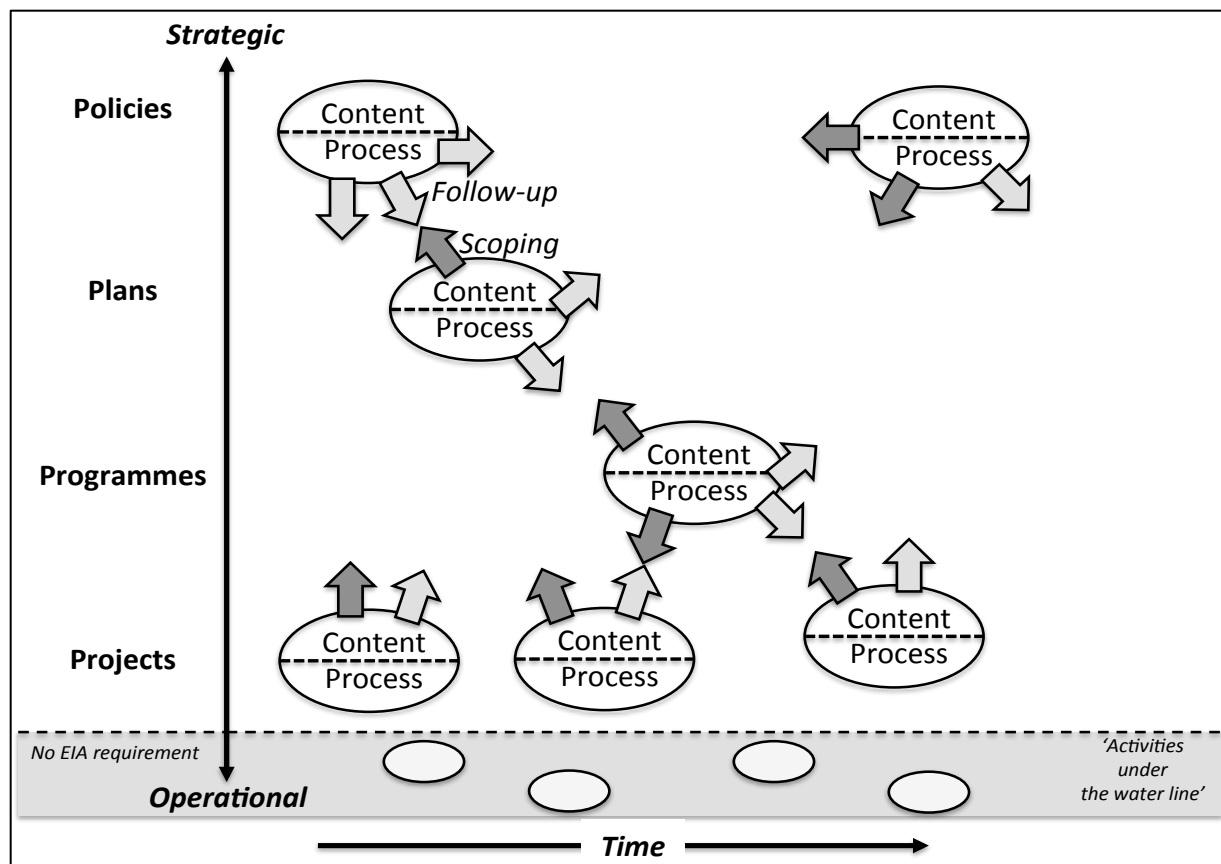 Strategic
Policies
Content
Process
Content
Process
Follow-up
Scoping
Plans
Content
Process
Programmes
Content
Process
Projects
Content
Process
Content
Process
Content
Process
No EIA requirement
'Activities
under
the water line'
Operational
Time